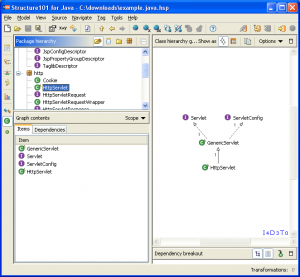 Structure101 for Java - C:\downloads\example.java.hsp
File Model View Source Navigate Tag Tools Help
Package hierarchy
JspConfigDescriptor
JspPropertyGroupDescriptor
TaglibDescriptor
http
Cookie
HttpServlet
HttpServletRequest
HttpServletRequestWrapper
HttpServletResponse
Graph contents
Scope
Items Dependencies
Item
GenericServlet
Servlet
ServletConfig
HttpServlet
Class hierarchy g... Show as
Options
Servlet
ServletConfig
GenericServlet
HttpServlet
Dependency breakout
Transformations: